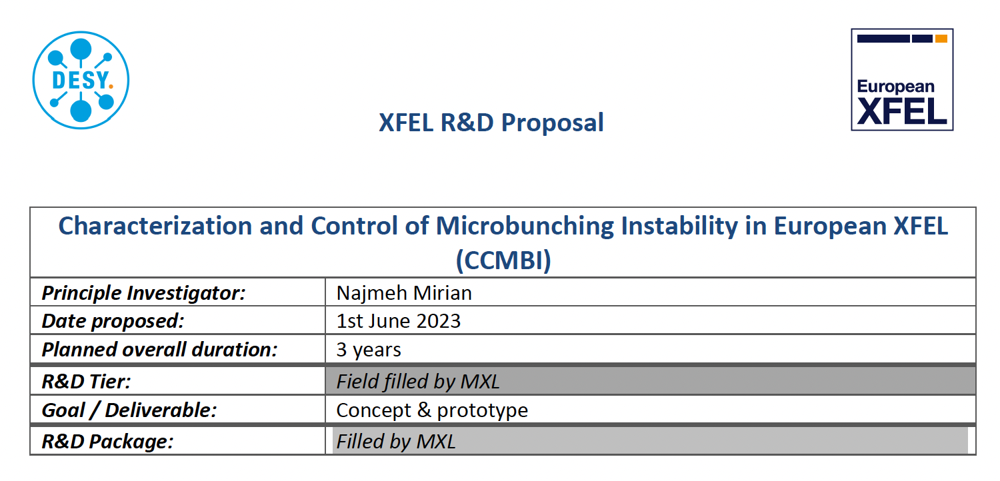 DESY.
European
XFEL
XFEL R&D Proposal
Characterization and Control of Microbunching Instability in European XFEL
(CCMBI)
Principle Investigator: Najmeh Mirian
Date proposed: 1st June 2023
Planned overall duration: 3 years
R&D Tier: Field filled by MXL
Goal / Deliverable: Concept & prototype
R&D Package: Filled by MXL